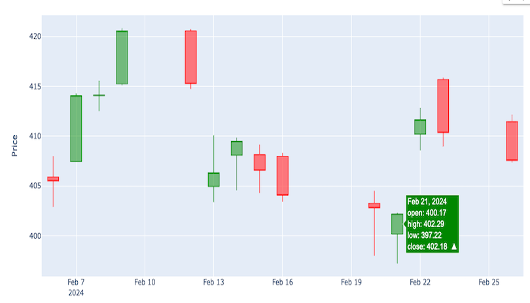 420
415
410
405
400
Price
Feb 21, 2024
open: 400.17
high: 402.29
low: 397.22
close: 402.18 ▲
Feb 7
2024
Feb 10
Feb 13
Feb 16
Feb 19
Feb 22
Feb 25